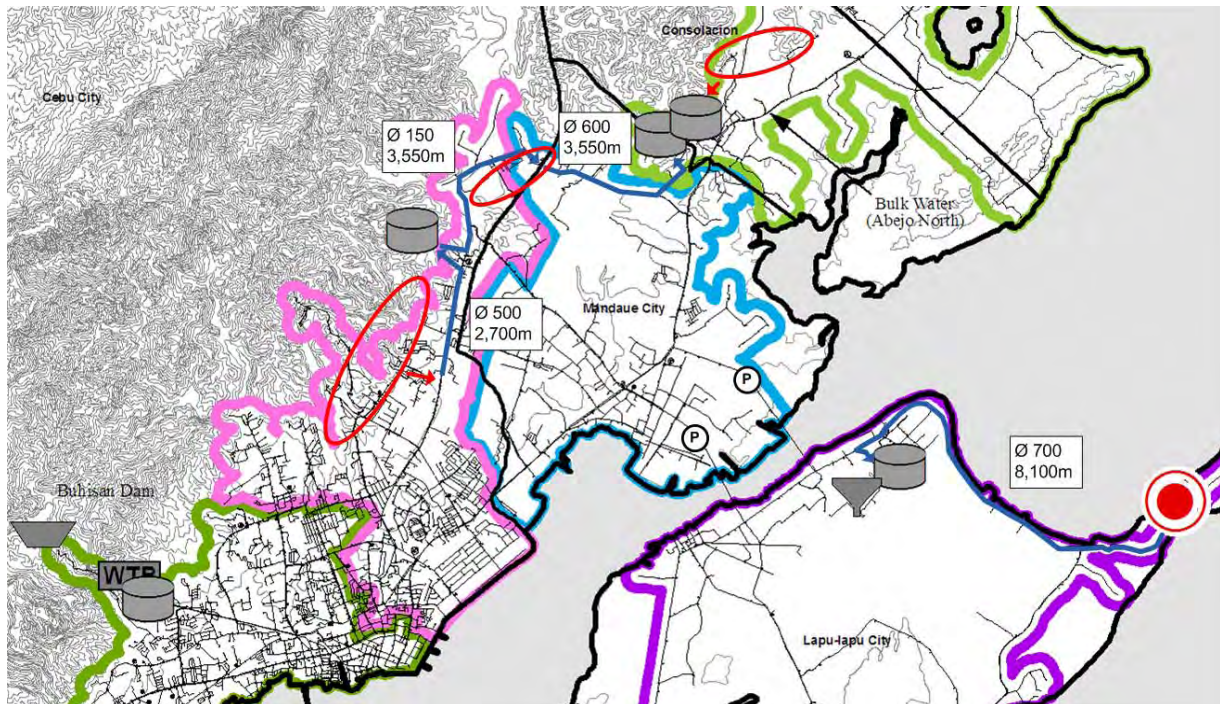 Consolacion
Cebu City
Ø 150
3,550m
Ø 600
3,550m
Bulk Water
(Abejo North)
Ø 500
2,700m
Mandaue City
P
P
Ø 700
8,100m
Buhisan Dam
WTP
Lapu-lapu City